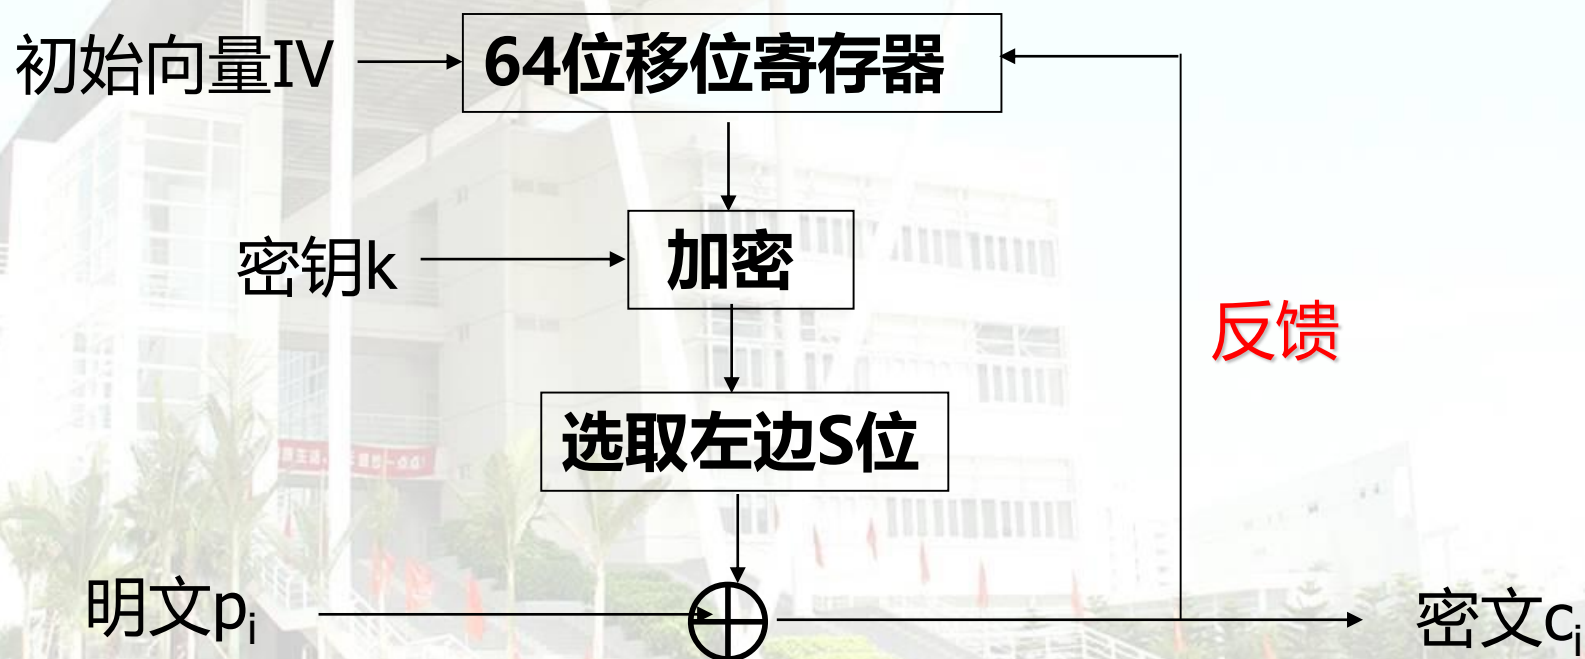 初始向量IV
64位移位寄存器
密钥k
加密
反馈
选取左边S位
明文pi
密文ci